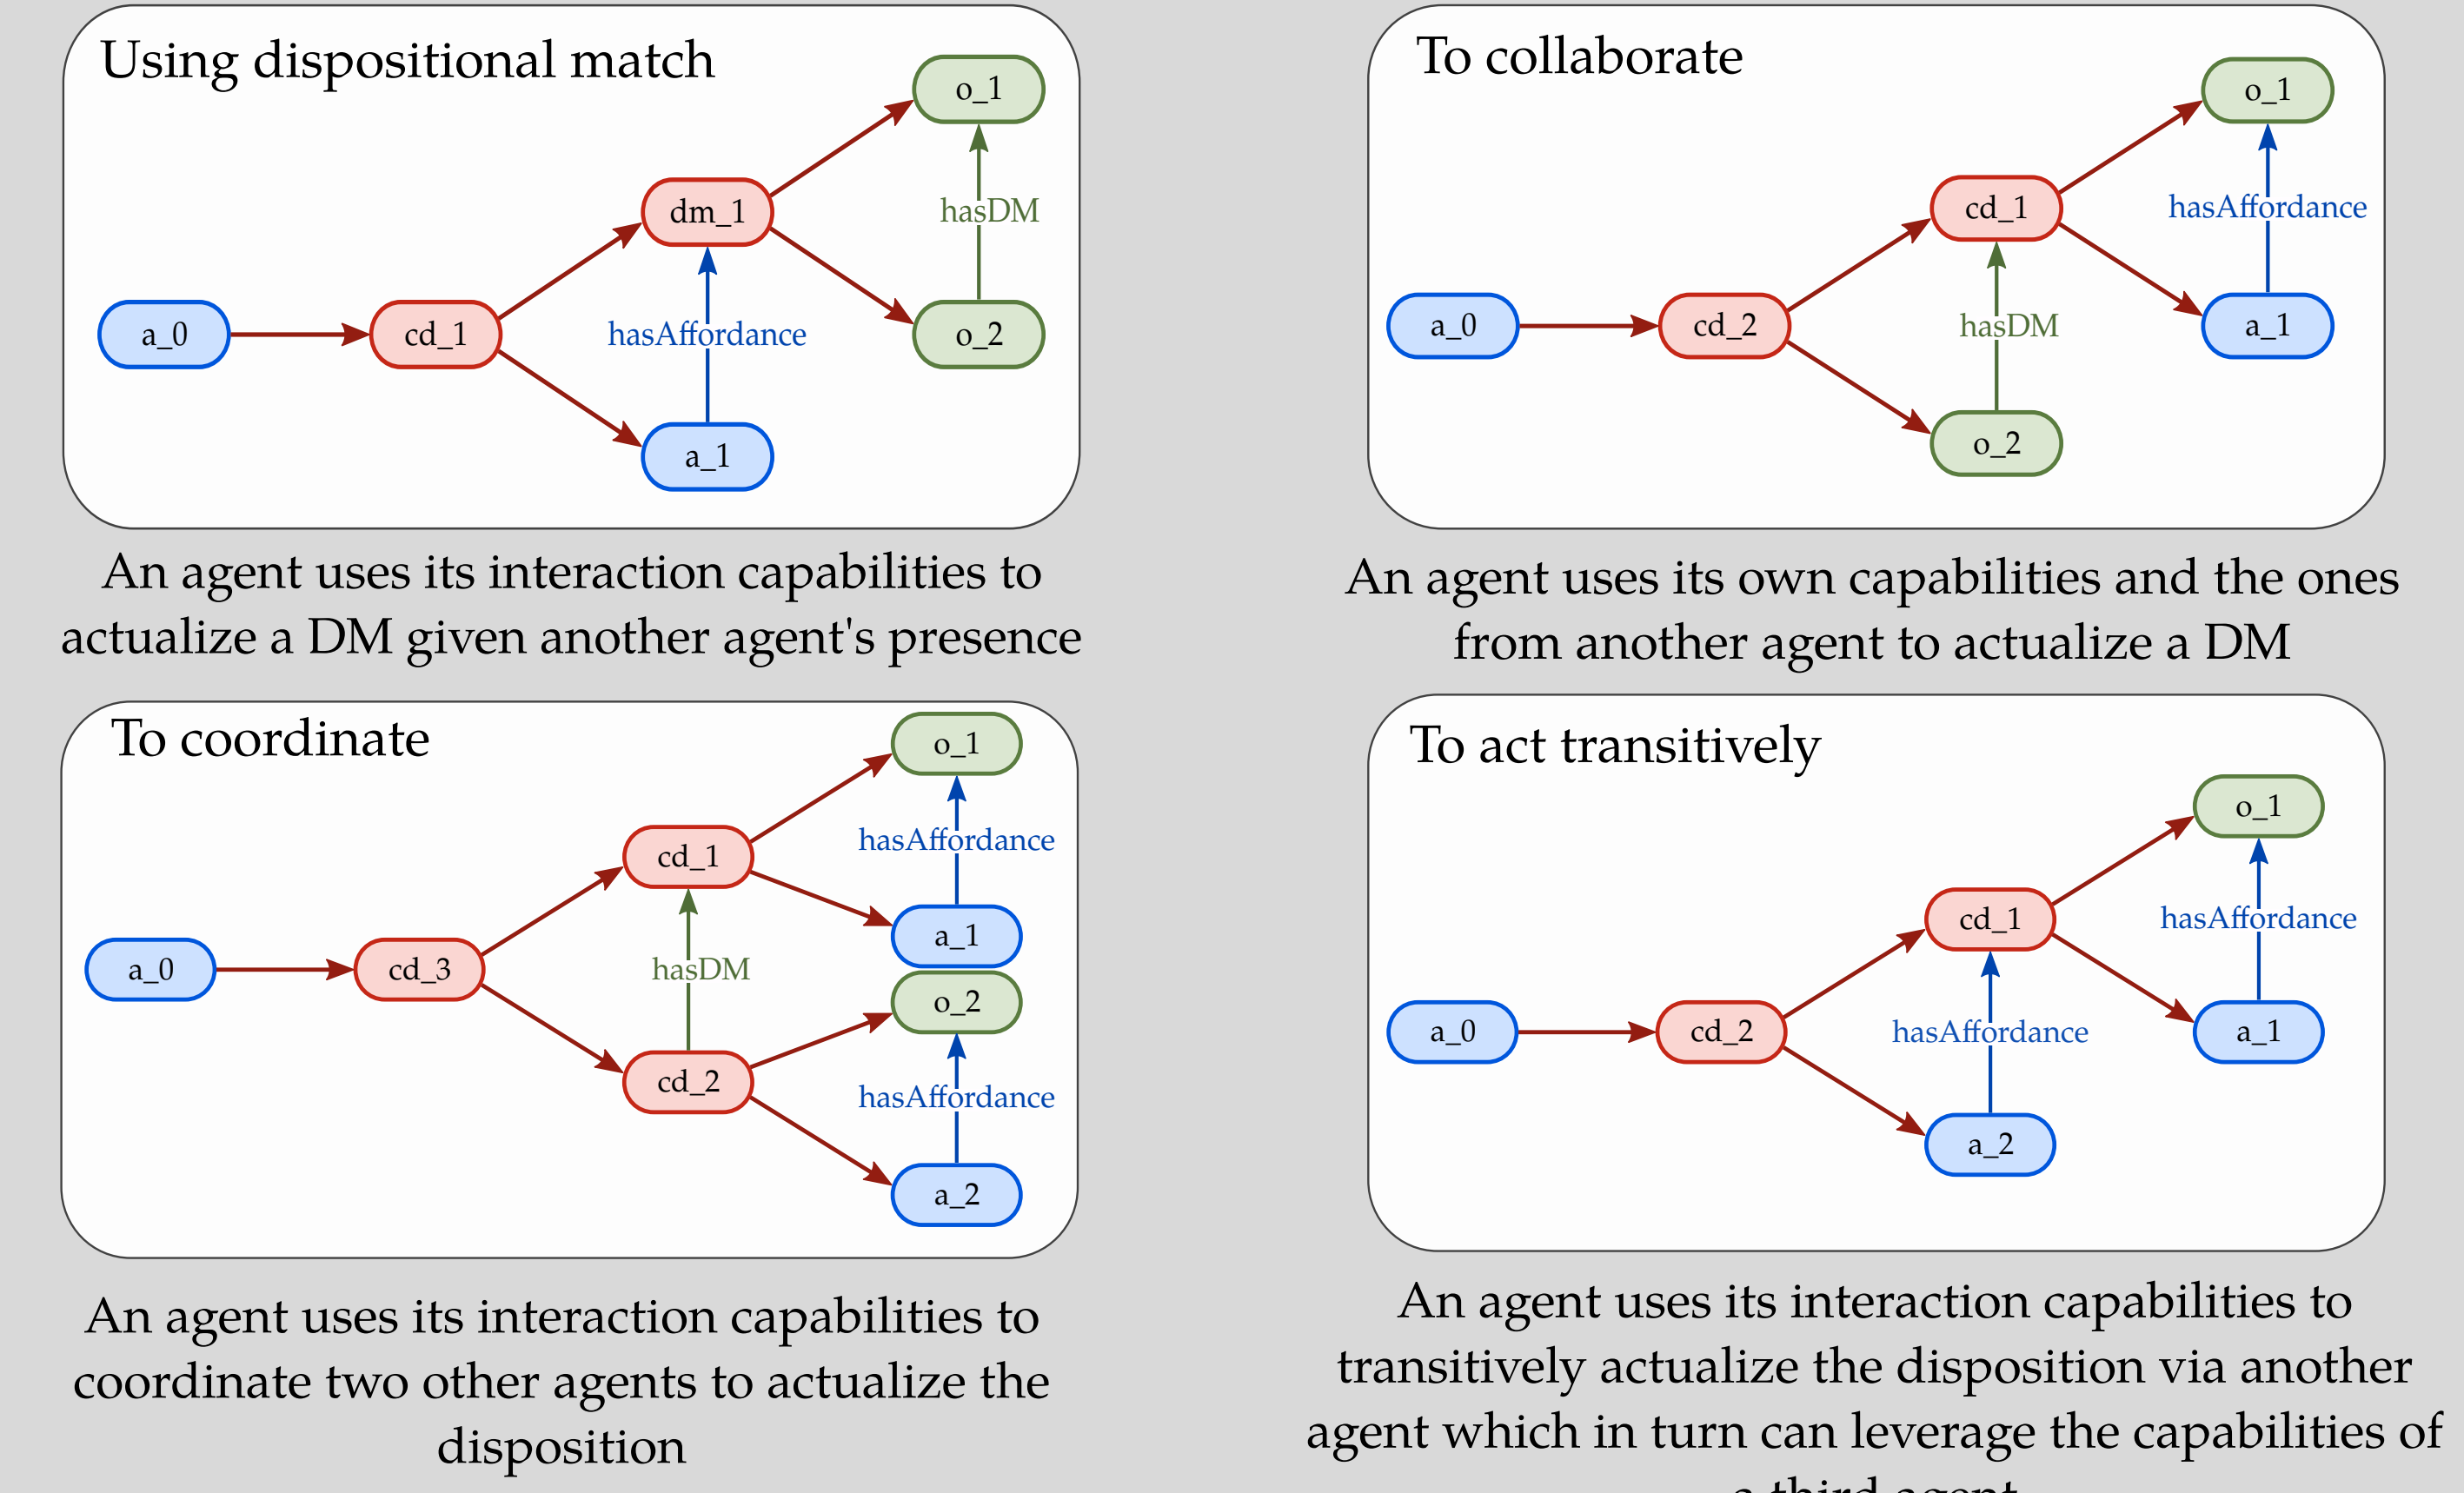 Using dispositional match
o_1
dm_1
hasDM
a_0
cd_1
hasAffordance
o_2
a_1
An agent uses its interaction capabilities to
actualize a DM given another agent's presence
To collaborate
o_1
cd_1
hasAffordance
a_0
cd_2
hasDM
a_1
o_2
An agent uses its own capabilities and the ones
from another agent to actualize a DM
To coordinate
o_1
cd_1
hasAffordance
a_1
a_0
cd_3
hasDM
o_2
cd_2
hasAffordance
a_2
An agent uses its interaction capabilities to
coordinate two other agents to actualize the
disposition
To act transitively
o_1
cd_1
hasAffordance
a_0
cd_2
hasAffordance
a_1
a_2
An agent uses its interaction capabilities to
transitively actualize the disposition via another
agent which in turn can leverage the capabilities of
a third agent